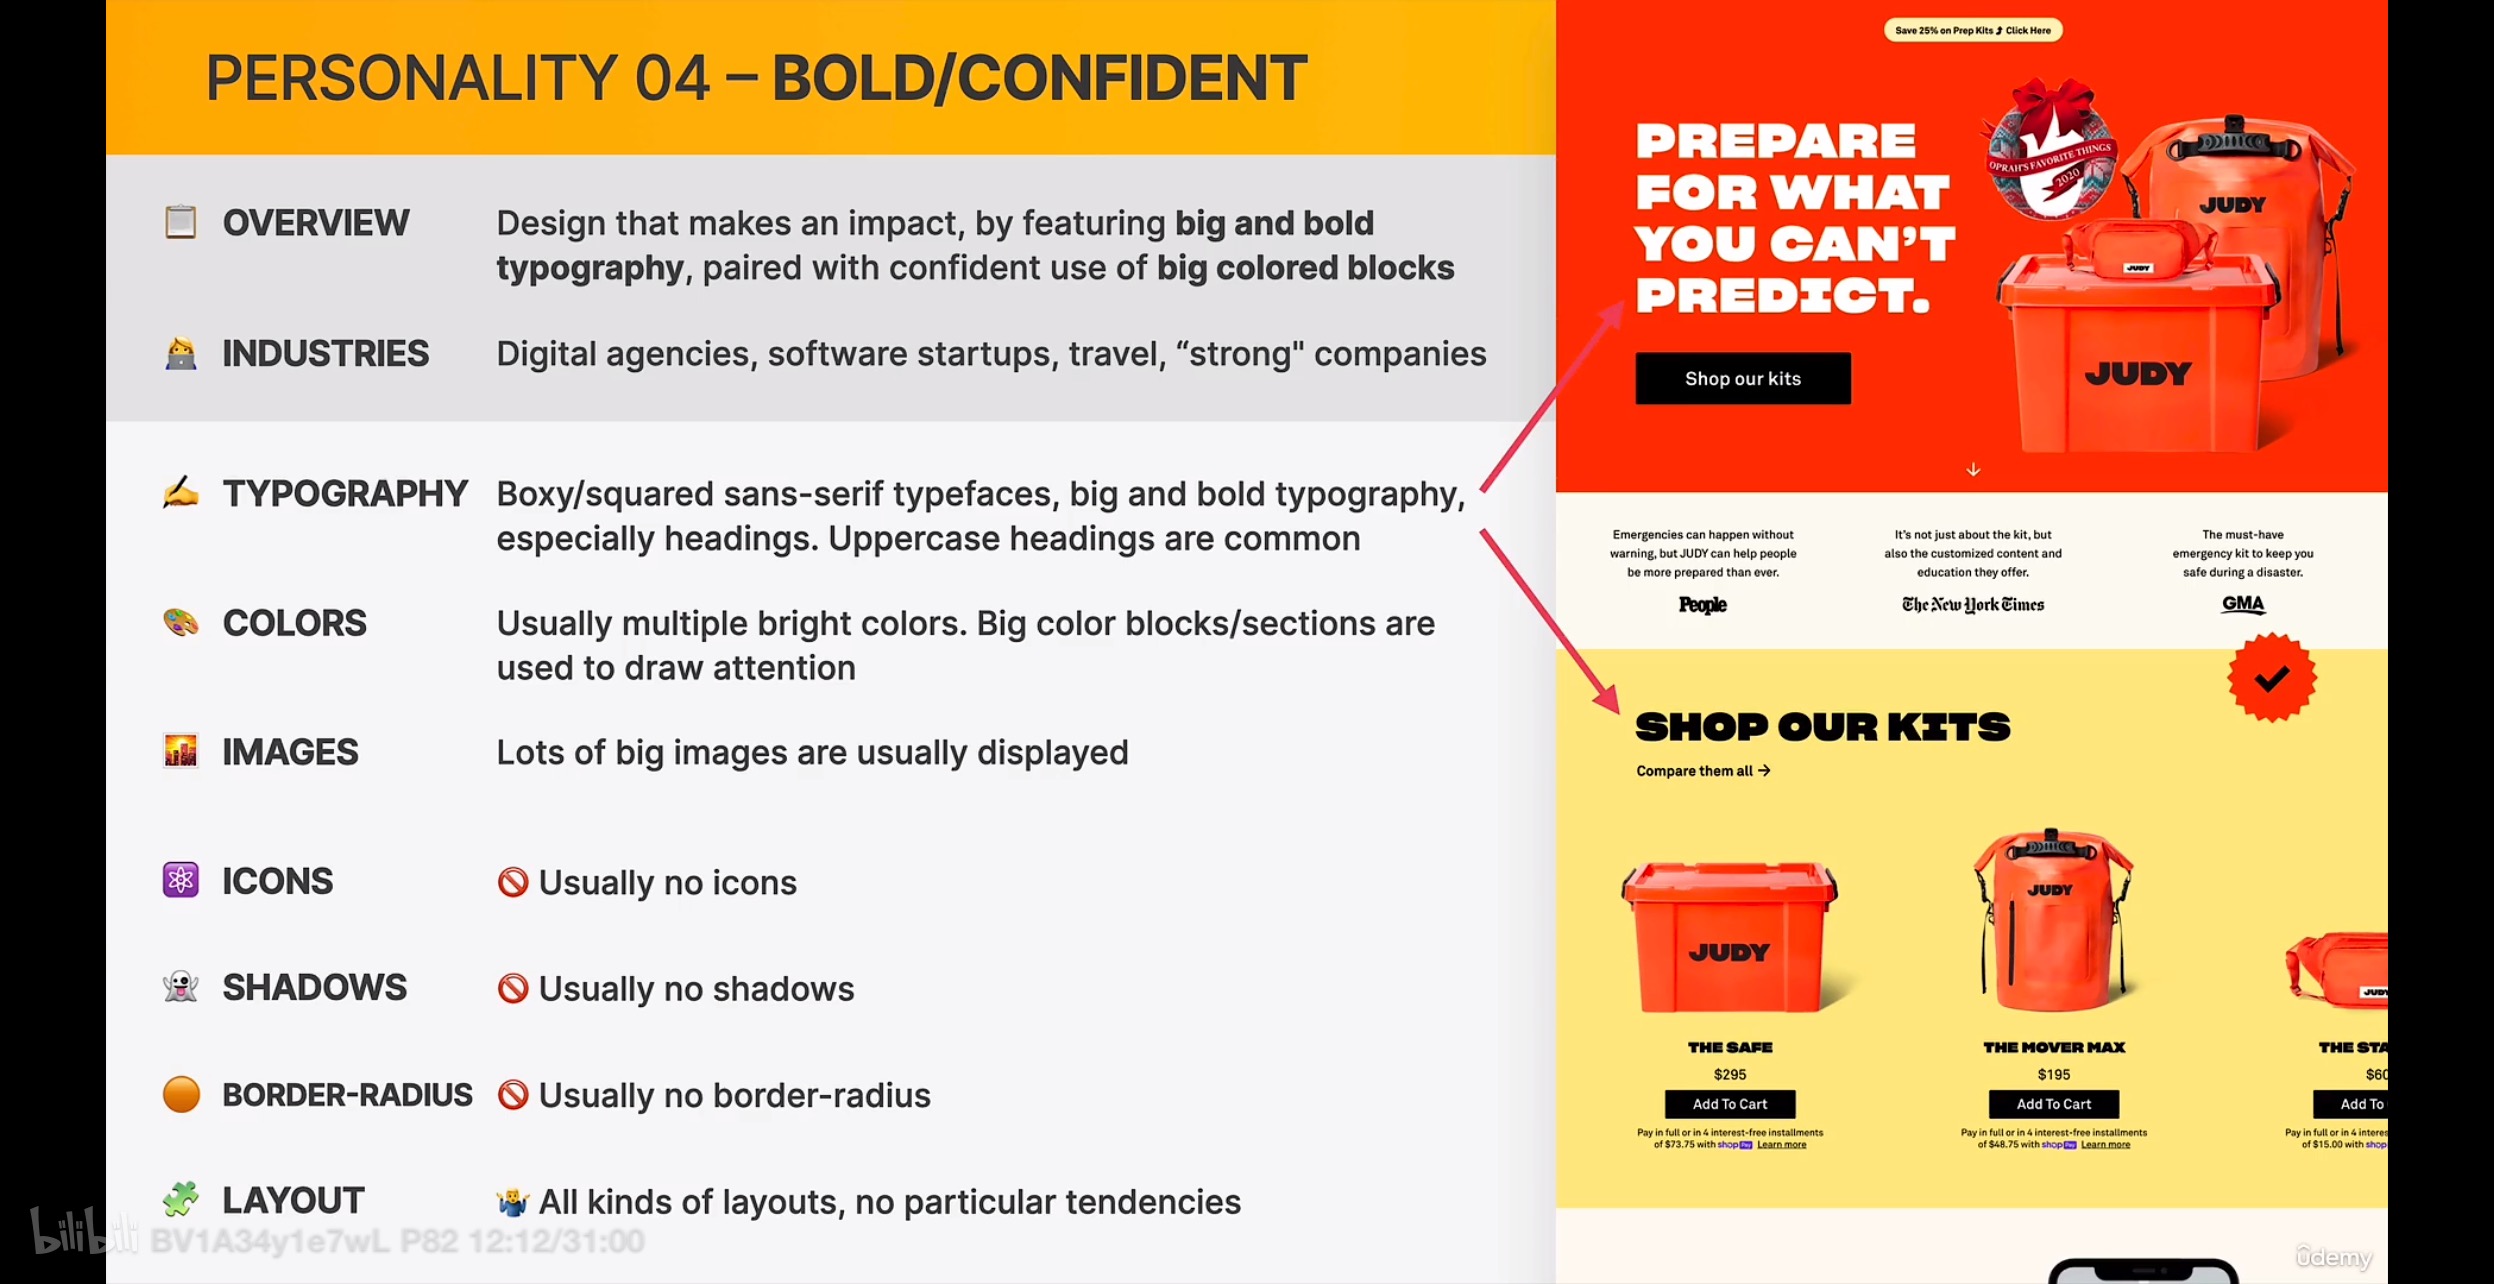 PERSONALITY 04 – BOLD/CONFIDENT
OVERVIEW
Design that makes an impact, by featuring big and bold
typography, paired with confident use of big colored blocks
INDUSTRIES
Digital agencies, software startups, travel, “strong" companies
TYPOGRAPHY
Boxy/squared sans-serif typefaces, big and bold typography,
especially headings. Uppercase headings are common
COLORS
Usually multiple bright colors. Big color blocks/sections are
used to draw attention
IMAGES
Lots of big images are usually displayed
ICONS
Usually no icons
SHADOWS
Usually no shadows
BORDER-RADIUS
Usually no border-radius
LAYOUT
All kinds of layouts, no particular tendencies
bilibili BV1A34y1e7wL P82 12:12/31:00
Save 25% on Prep Kits Click Here
PREPARE
FOR WHAT
YOU CAN’T
PREDICT.
Shop our kits
OPRAH'S FAVORITE THINGS
2020
JUDY
JUDY
JUDY
Emergencies can happen without
warning, but JUDY can help people
be more prepared than ever.
People
It’s not just about the kit, but
also the customized content and
education they offer.
The New York Times
The must-have
emergency kit to keep you
safe during a disaster.
GMA
SHOP OUR KITS
Compare them all →
JUDY
THE SAFE
$295
Add To Cart
Pay in full or in 4 interest-free installments
of $73.75 with shop Pay Learn more
JUDY
THE MOVER MAX
$195
Add To Cart
Pay in full or in 4 interest-free installments
of $48.75 with shop Pay Learn more
JUDY
THE STA
$60
Add To
Pay in full or in 4 interes
of $15.00 with shop
ûdemy